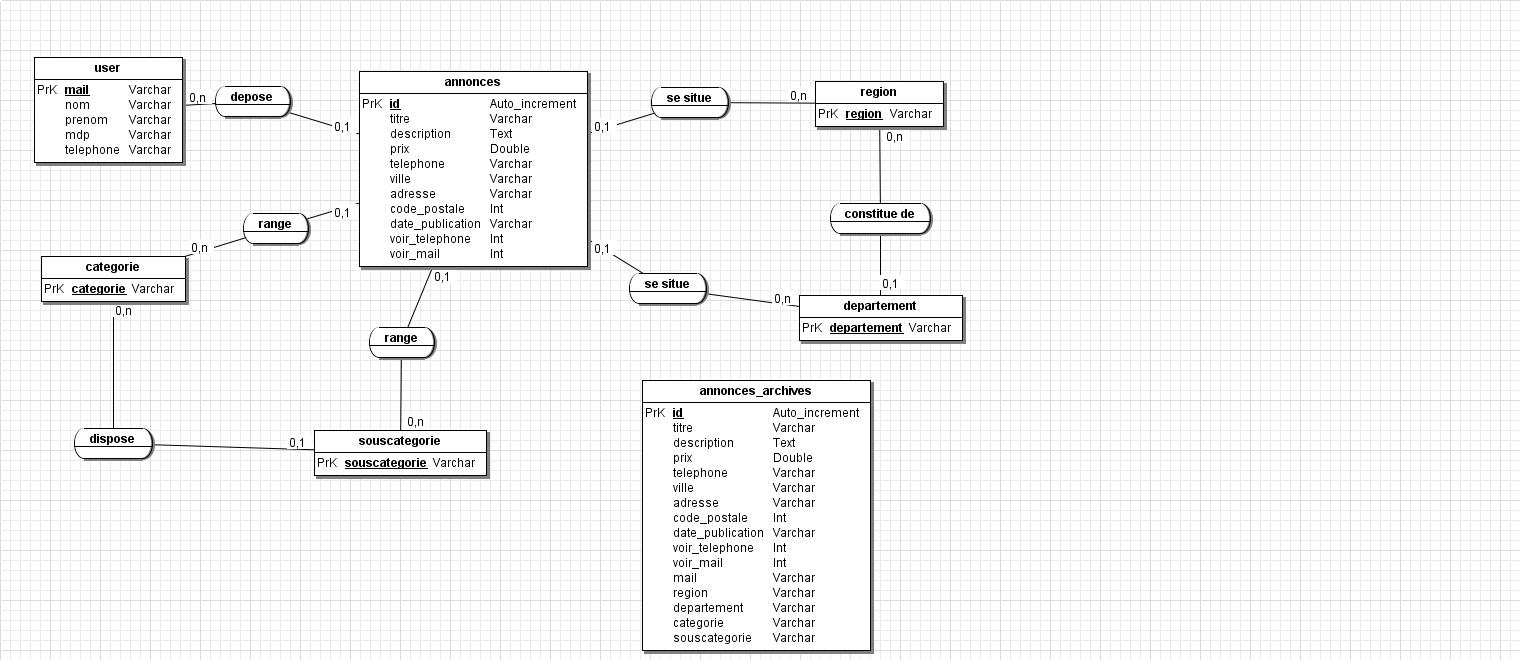 user
PrK mail Varchar
nom Varchar
prenom Varchar
mdp Varchar
telephone Varchar
0,n
depose
0,1
annonces
PrK id Auto_increment
titre Varchar
description Text
prix Double
telephone Varchar
ville Varchar
adresse Varchar
code_postale Int
date_publication Varchar
voir_telephone Int
voir_mail Int
0,1
se situe
0,n
region
PrK region Varchar
0,n
constitue de
0,1
departement
PrK departement Varchar
0,1
se situe
0,n
0,1
range
0,n
categorie
PrK categorie Varchar
0,n
dispose
0,1
0,1
range
0,n
souscategorie
PrK souscategorie Varchar
annonces_archives
PrK id Auto_increment
titre Varchar
description Text
prix Double
telephone Varchar
ville Varchar
adresse Varchar
code_postale Int
date_publication Varchar
voir_telephone Int
voir_mail Int
mail Varchar
region Varchar
departement Varchar
categorie Varchar
souscategorie Varchar